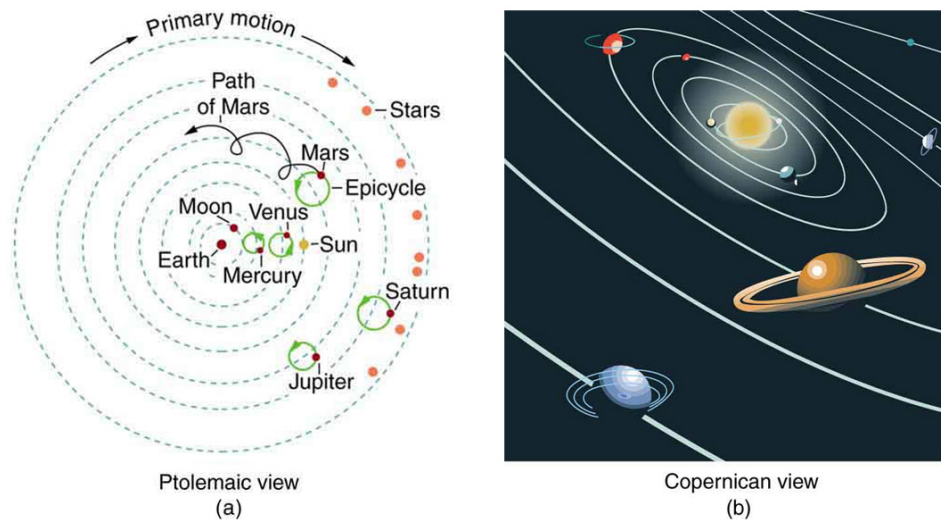 Primary motion
Path
of Mars
Stars
Mars
Epicycle
Moon
Venus
Earth
Mercury
Sun
Saturn
Jupiter
Ptolemaic view
(a)
Copernican view
(b)